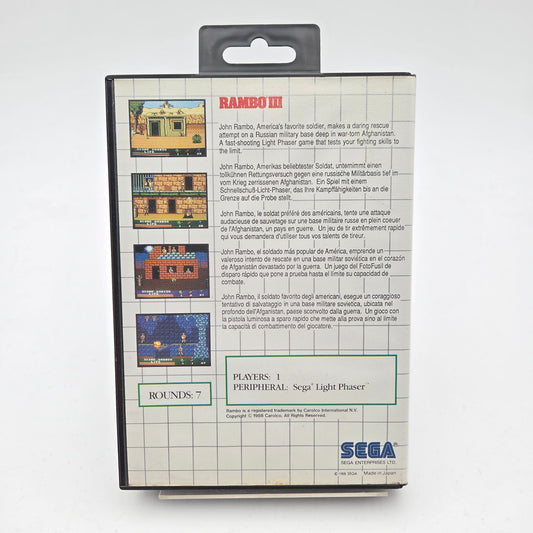 RAMBO III
John Rambo, America's favorite soldier, makes a daring rescue
attempt on a Russian military base deep in war-torn Afghanistan.
A fast-shooting Light Phaser game that tests your fighting skills to
the limit.
John Rambo, Amerikas beliebtester Soldat, unternimmt einen
tollkühnen Rettungsversuch gegen eine russische Militärbasis tief im
vom Krieg zerrissenen Afghanistan. Ein Spiel mit einem
Schnellschuß-Licht-Phaser, das Ihre Kampffähigkeiten bis an die
Grenze auf die Probe stellt.
John Rambo, le soldat préféré des américains, tente une attaque
audacieuse de sauvetage sur une base militaire russe en plein coeur
de l'Afghanistan, un pays en guerre. Un jeu de tir extrêmement rapide
qui vous demandera d'utiliser tous vos talents de tireur.
John Rambo, el soldado más popular de América, emprende un
valeroso intento de rescate en una base militar soviética en el corazón
de Afganistán devastado por la guerra. Un juego del FotoFusil de
disparo rápido que pone a prueba hasta el límite su capacidad de
combate.
John Rambo, il soldato favorito degli americani, esegue un coraggioso
tentativo di salvataggio in una base militare sovietica, ubicata nel
profondo dell'Afghanistan, paese sconvolto dalla guerra. Un gioco con
la pistola luminosa a sparo rapido che mette alla prova sino al limite
la capacità di combattimento del giocatore.
ROUNDS: 7
PLAYERS: 1
PERIPHERAL: Sega® Light Phaser™
Rambo is a registered trademark by Carolco International N.V.
Copyright © 1988 Carolco, All Rights Reserved.
SEGA®
SEGA ENTERPRISES LTD.
© 1988 SEGA Made in Japan